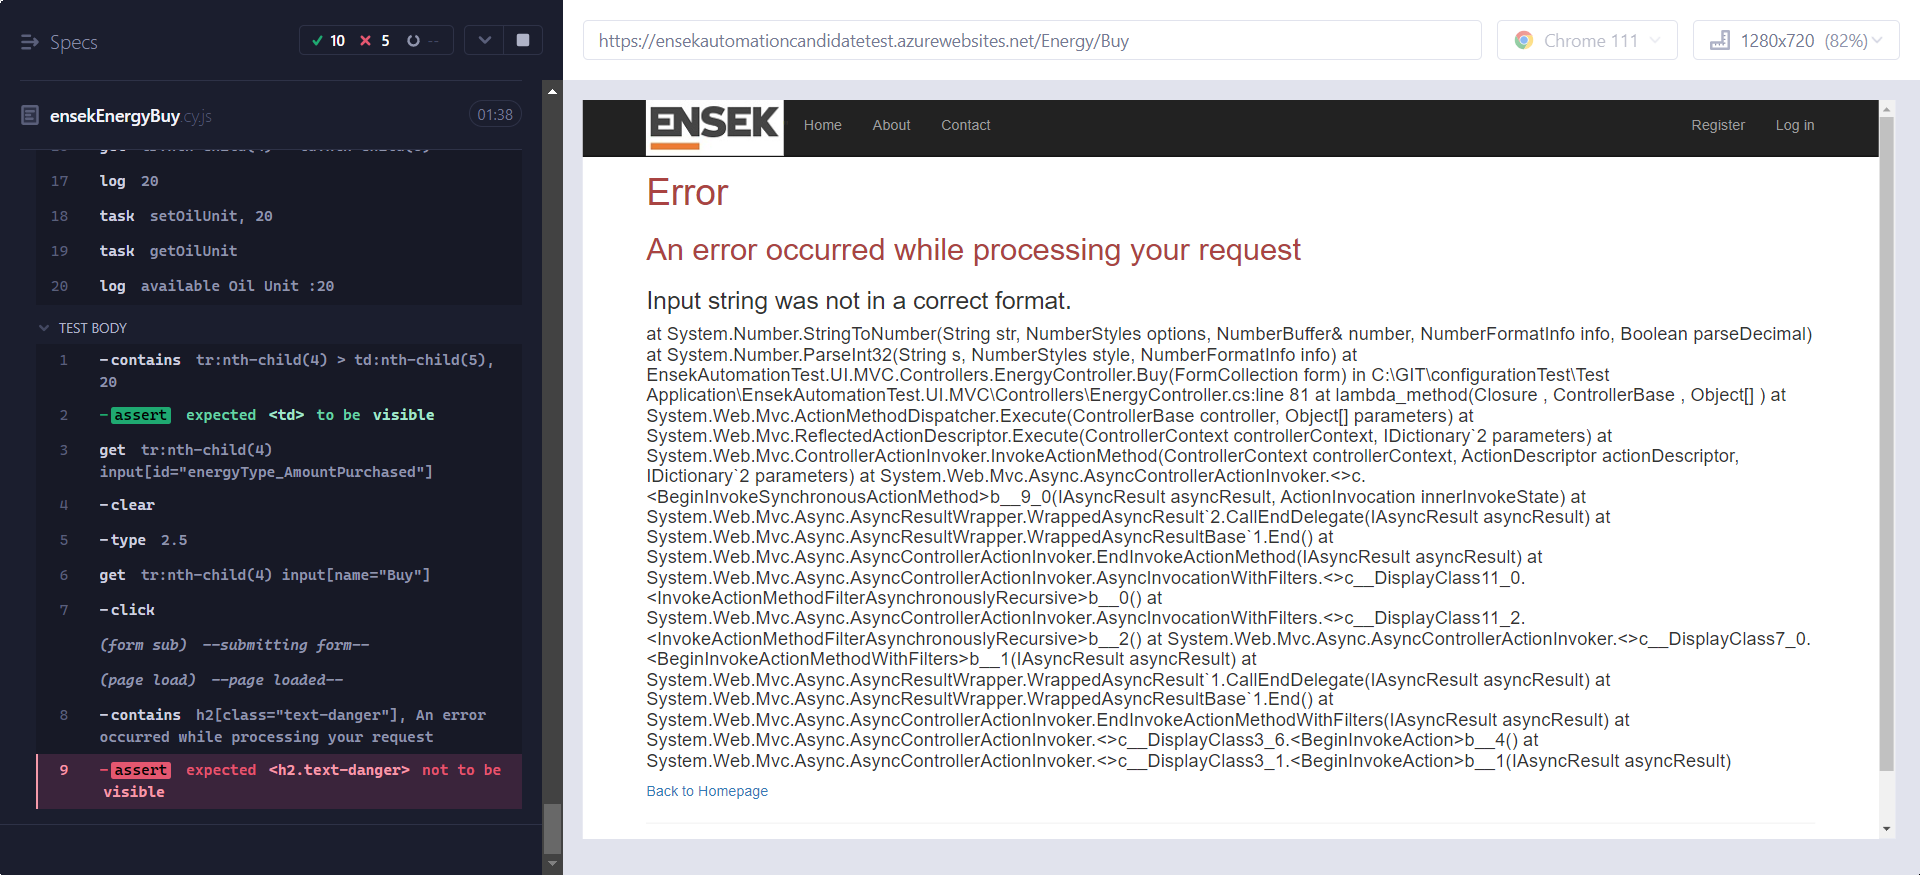 Specs
10
5
--
ensekEnergyBuy.cy.js
01:38
17 log 20
18 task setOilUnit, 20
19 task getOilUnit
20 log available Oil Unit :20
TEST BODY
1 -contains tr:nth-child(4) > td:nth-child(5),
20
2 -assert expected <td> to be visible
3 get tr:nth-child(4)
input[id="energyType_AmountPurchased"]
4 -clear
5 -type 2.5
6 get tr:nth-child(4) input[name="Buy"]
7 -click
(form sub) --submitting form--
(page load) --page loaded--
8 -contains h2[class="text-danger"], An error
occurred while processing your request
9 -assert expected <h2.text-danger> not to be
visible
https://ensekautomationcandidatetest.azurewebsites.net/Energy/Buy
Chrome 111
1280x720 (82%)
ENSEK
Home
About
Contact
Register
Log in
Error
An error occurred while processing your request
Input string was not in a correct format.
at System.Number.StringToNumber(String str, NumberStyles options, NumberBuffer& number, NumberFormatInfo info, Boolean parseDecimal)
at System.Number.ParseInt32(String s, NumberStyles style, NumberFormatInfo info) at
EnsekAutomationTest.UI.MVC.Controllers.EnergyController.Buy(FormCollection form) in C:\GIT\configurationTest\Test
Application\EnsekAutomationTest.UI.MVC\Controllers\EnergyController.cs:line 81 at lambda_method(Closure , ControllerBase , Object[] ) at
System.Web.Mvc.ActionMethodDispatcher.Execute(ControllerBase controller, Object[] parameters) at
System.Web.Mvc.ReflectedActionDescriptor.Execute(ControllerContext controllerContext, IDictionary`2 parameters) at
System.Web.Mvc.ControllerActionInvoker.InvokeActionMethod(ControllerContext controllerContext, ActionDescriptor actionDescriptor,
IDictionary`2 parameters) at System.Web.Mvc.Async.AsyncControllerActionInvoker.<>c.
<BeginInvokeSynchronousActionMethod>b__9_0(IAsyncResult asyncResult, ActionInvocation innerInvokeState) at
System.Web.Mvc.Async.AsyncResultWrapper.WrappedAsyncResult`2.CallEndDelegate(IAsyncResult asyncResult) at
System.Web.Mvc.Async.AsyncResultWrapper.WrappedAsyncResultBase`1.End() at
System.Web.Mvc.Async.AsyncControllerActionInvoker.EndInvokeActionMethod(IAsyncResult asyncResult) at
System.Web.Mvc.Async.AsyncControllerActionInvoker.AsyncInvocationWithFilters.<>c__DisplayClass11_0.
<InvokeActionMethodFilterAsynchronouslyRecursive>b__0() at
System.Web.Mvc.Async.AsyncControllerActionInvoker.AsyncInvocationWithFilters.<>c__DisplayClass11_2.
<InvokeActionMethodFilterAsynchronouslyRecursive>b__2() at System.Web.Mvc.Async.AsyncControllerActionInvoker.<>c__DisplayClass7_0.
<BeginInvokeActionMethodWithFilters>b__1(IAsyncResult asyncResult) at
System.Web.Mvc.Async.AsyncResultWrapper.WrappedAsyncResult`1.CallEndDelegate(IAsyncResult asyncResult) at
System.Web.Mvc.Async.AsyncResultWrapper.WrappedAsyncResultBase`1.End() at
System.Web.Mvc.Async.AsyncControllerActionInvoker.EndInvokeActionMethodWithFilters(IAsyncResult asyncResult) at
System.Web.Mvc.Async.AsyncControllerActionInvoker.<>c__DisplayClass3_6.<BeginInvokeAction>b__4() at
System.Web.Mvc.Async.AsyncControllerActionInvoker.<>c__DisplayClass3_1.<BeginInvokeAction>b__1(IAsyncResult asyncResult)
Back to Homepage